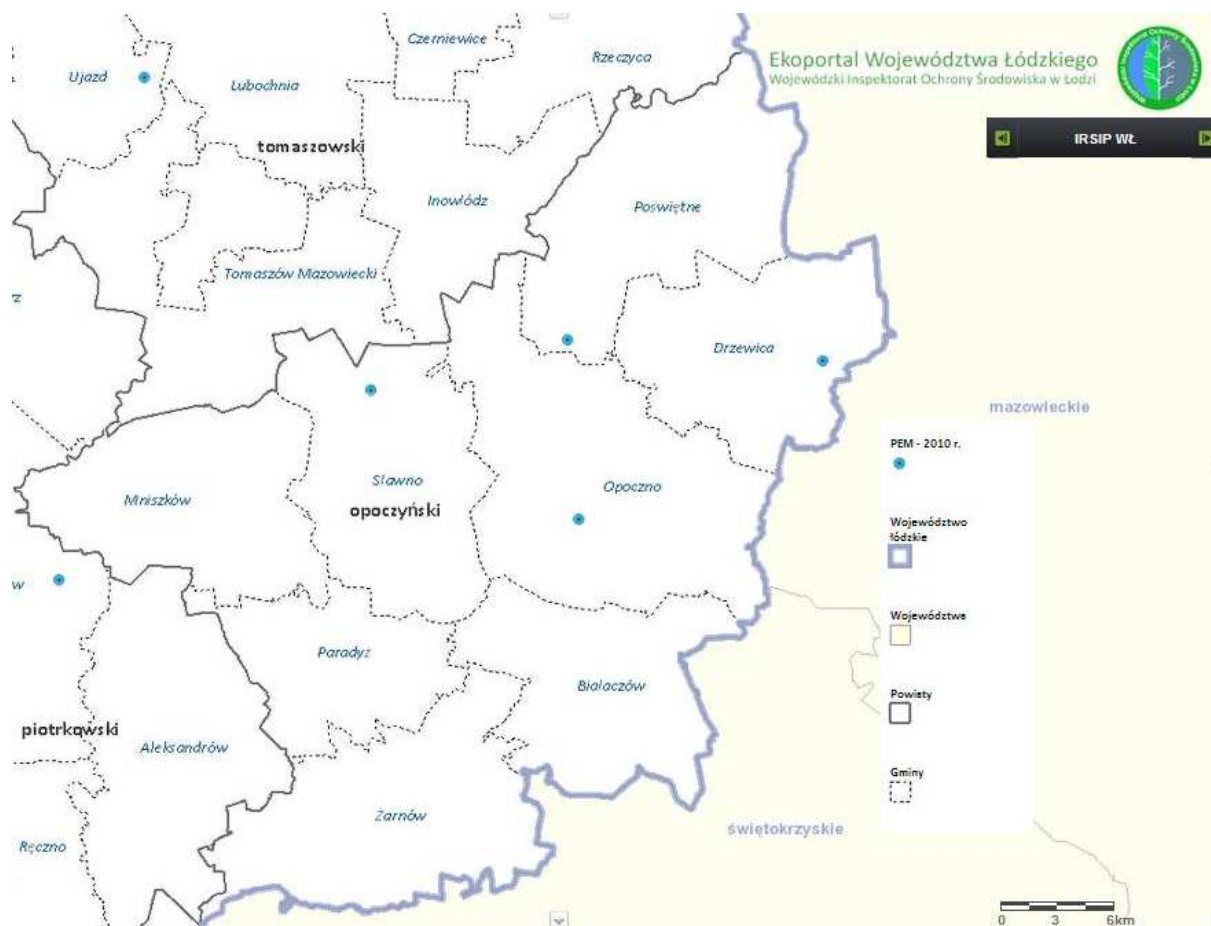 Czerniewice
Rzeczyca
Ekoportal Województwa Łódzkiego
Wojewódzki Inspektorat Ochrony Środowiska w Łodzi
Ujazd
Lubochnia
tomaszowski
IRSIP WŁ
Inowłódz
Poswiętne
Tomaszów Mazowiecki
rz
Drzewica
mazowieckie
PEM - 2010 r.
Mniszków
Sławno
Opoczno
opoczyński
Województwo
łódzkie
w
Województwa
Paradyż
Białaczów
Powiaty
piotrkowski
Aleksandrów
Gminy
Żarnów
świętokrzyskie
Ręczno
0 3 6km